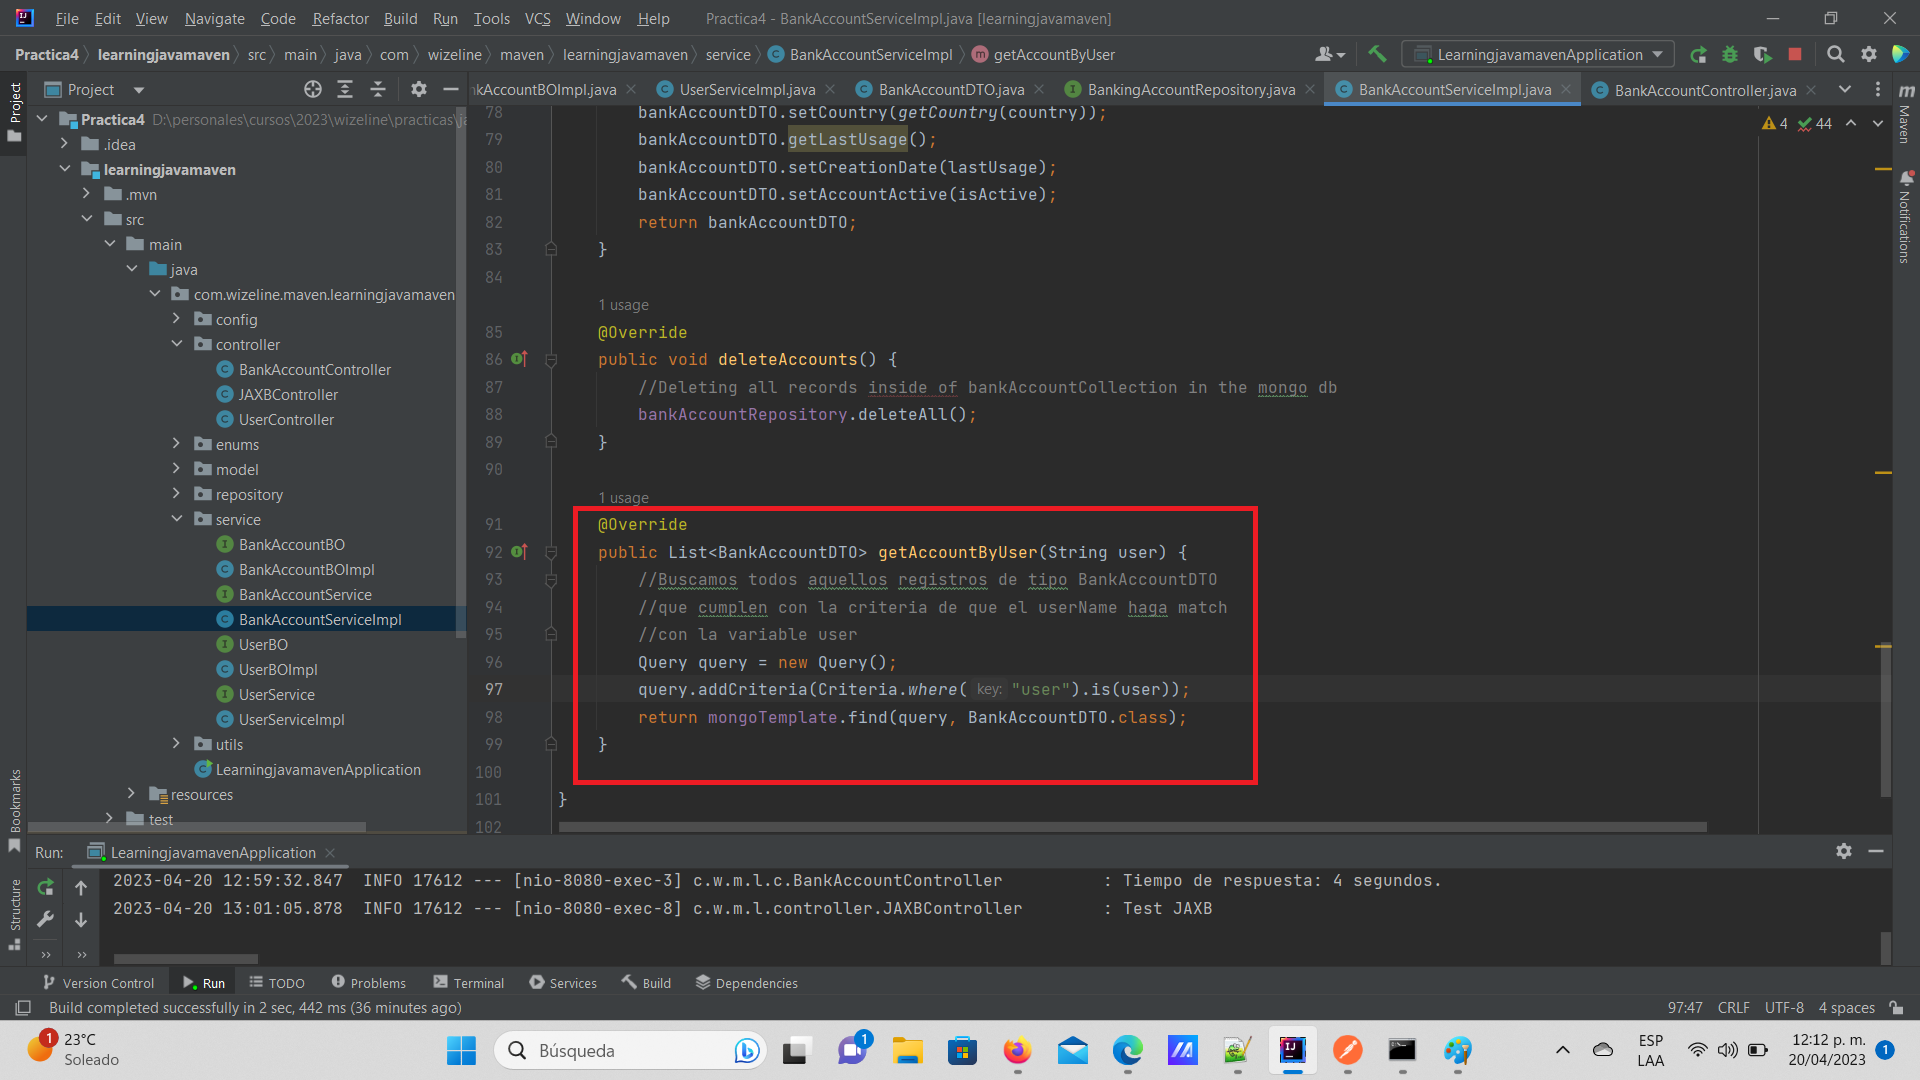 File Edit View Navigate Code Refactor Build Run Tools VCS Window Help Practica4 - BankAccountServiceImpl.java [learningjavamaven]
Practica4 learningjavamaven src main java com wizeline maven learningjavamaven service BankAccountServiceImpl getAccountByUser LearningjavamavenApplication
Project
nkAccountBOImpl.java UserServiceImpl.java BankAccountDTO.java BankingAccountRepository.java BankAccountServiceImpl.java BankAccountController.java
Project
Bookmarks
Structure
Maven
Notifications
Practica4 D:\personales\cursos\2023\wizeline\practicas\ja
.idea
learningjavamaven
.mvn
src
main
java
com.wizeline.maven.learningjavamaven
config
controller
BankAccountController
JAXBController
UserController
enums
model
repository
service
BankAccountBO
BankAccountBOImpl
BankAccountService
BankAccountServiceImpl
UserBO
UserBOImpl
UserService
UserServiceImpl
utils
LearningjavamavenApplication
resources
test
4 44
78 bankAccountDTO.setCountry(getCountry(country));
79 bankAccountDTO.getLastUsage();
80 bankAccountDTO.setCreationDate(lastUsage);
81 bankAccountDTO.setAccountActive(isActive);
82 return bankAccountDTO;
83 }
84
1 usage
85 @Override
86 public void deleteAccounts() {
87 //Deleting all records inside of bankAccountCollection in the mongo db
88 bankAccountRepository.deleteAll();
89 }
90
1 usage
91 @Override
92 public List<BankAccountDTO> getAccountByUser(String user) {
93 //Buscamos todos aquellos registros de tipo BankAccountDTO
94 //que cumplen con la criteria de que el userName haga match
95 //con la variable user
96 Query query = new Query();
97 query.addCriteria(Criteria.where( key: "user").is(user));
98 return mongoTemplate.find(query, BankAccountDTO.class);
99 }
100
101 }
102
Run: LearningjavamavenApplication
2023-04-20 12:59:32.847 INFO 17612 --- [nio-8080-exec-3] c.w.m.l.c.BankAccountController : Tiempo de respuesta: 4 segundos.
2023-04-20 13:01:05.878 INFO 17612 --- [nio-8080-exec-8] c.w.m.l.controller.JAXBController : Test JAXB
Version Control Run TODO Problems Terminal Services Build Dependencies
Build completed successfully in 2 sec, 442 ms (36 minutes ago) 97:47 CRLF UTF-8 4 spaces
1 23°C
Soleado
Búsqueda
1
IJ
ESP
LAA
12:12 p. m.
20/04/2023
1